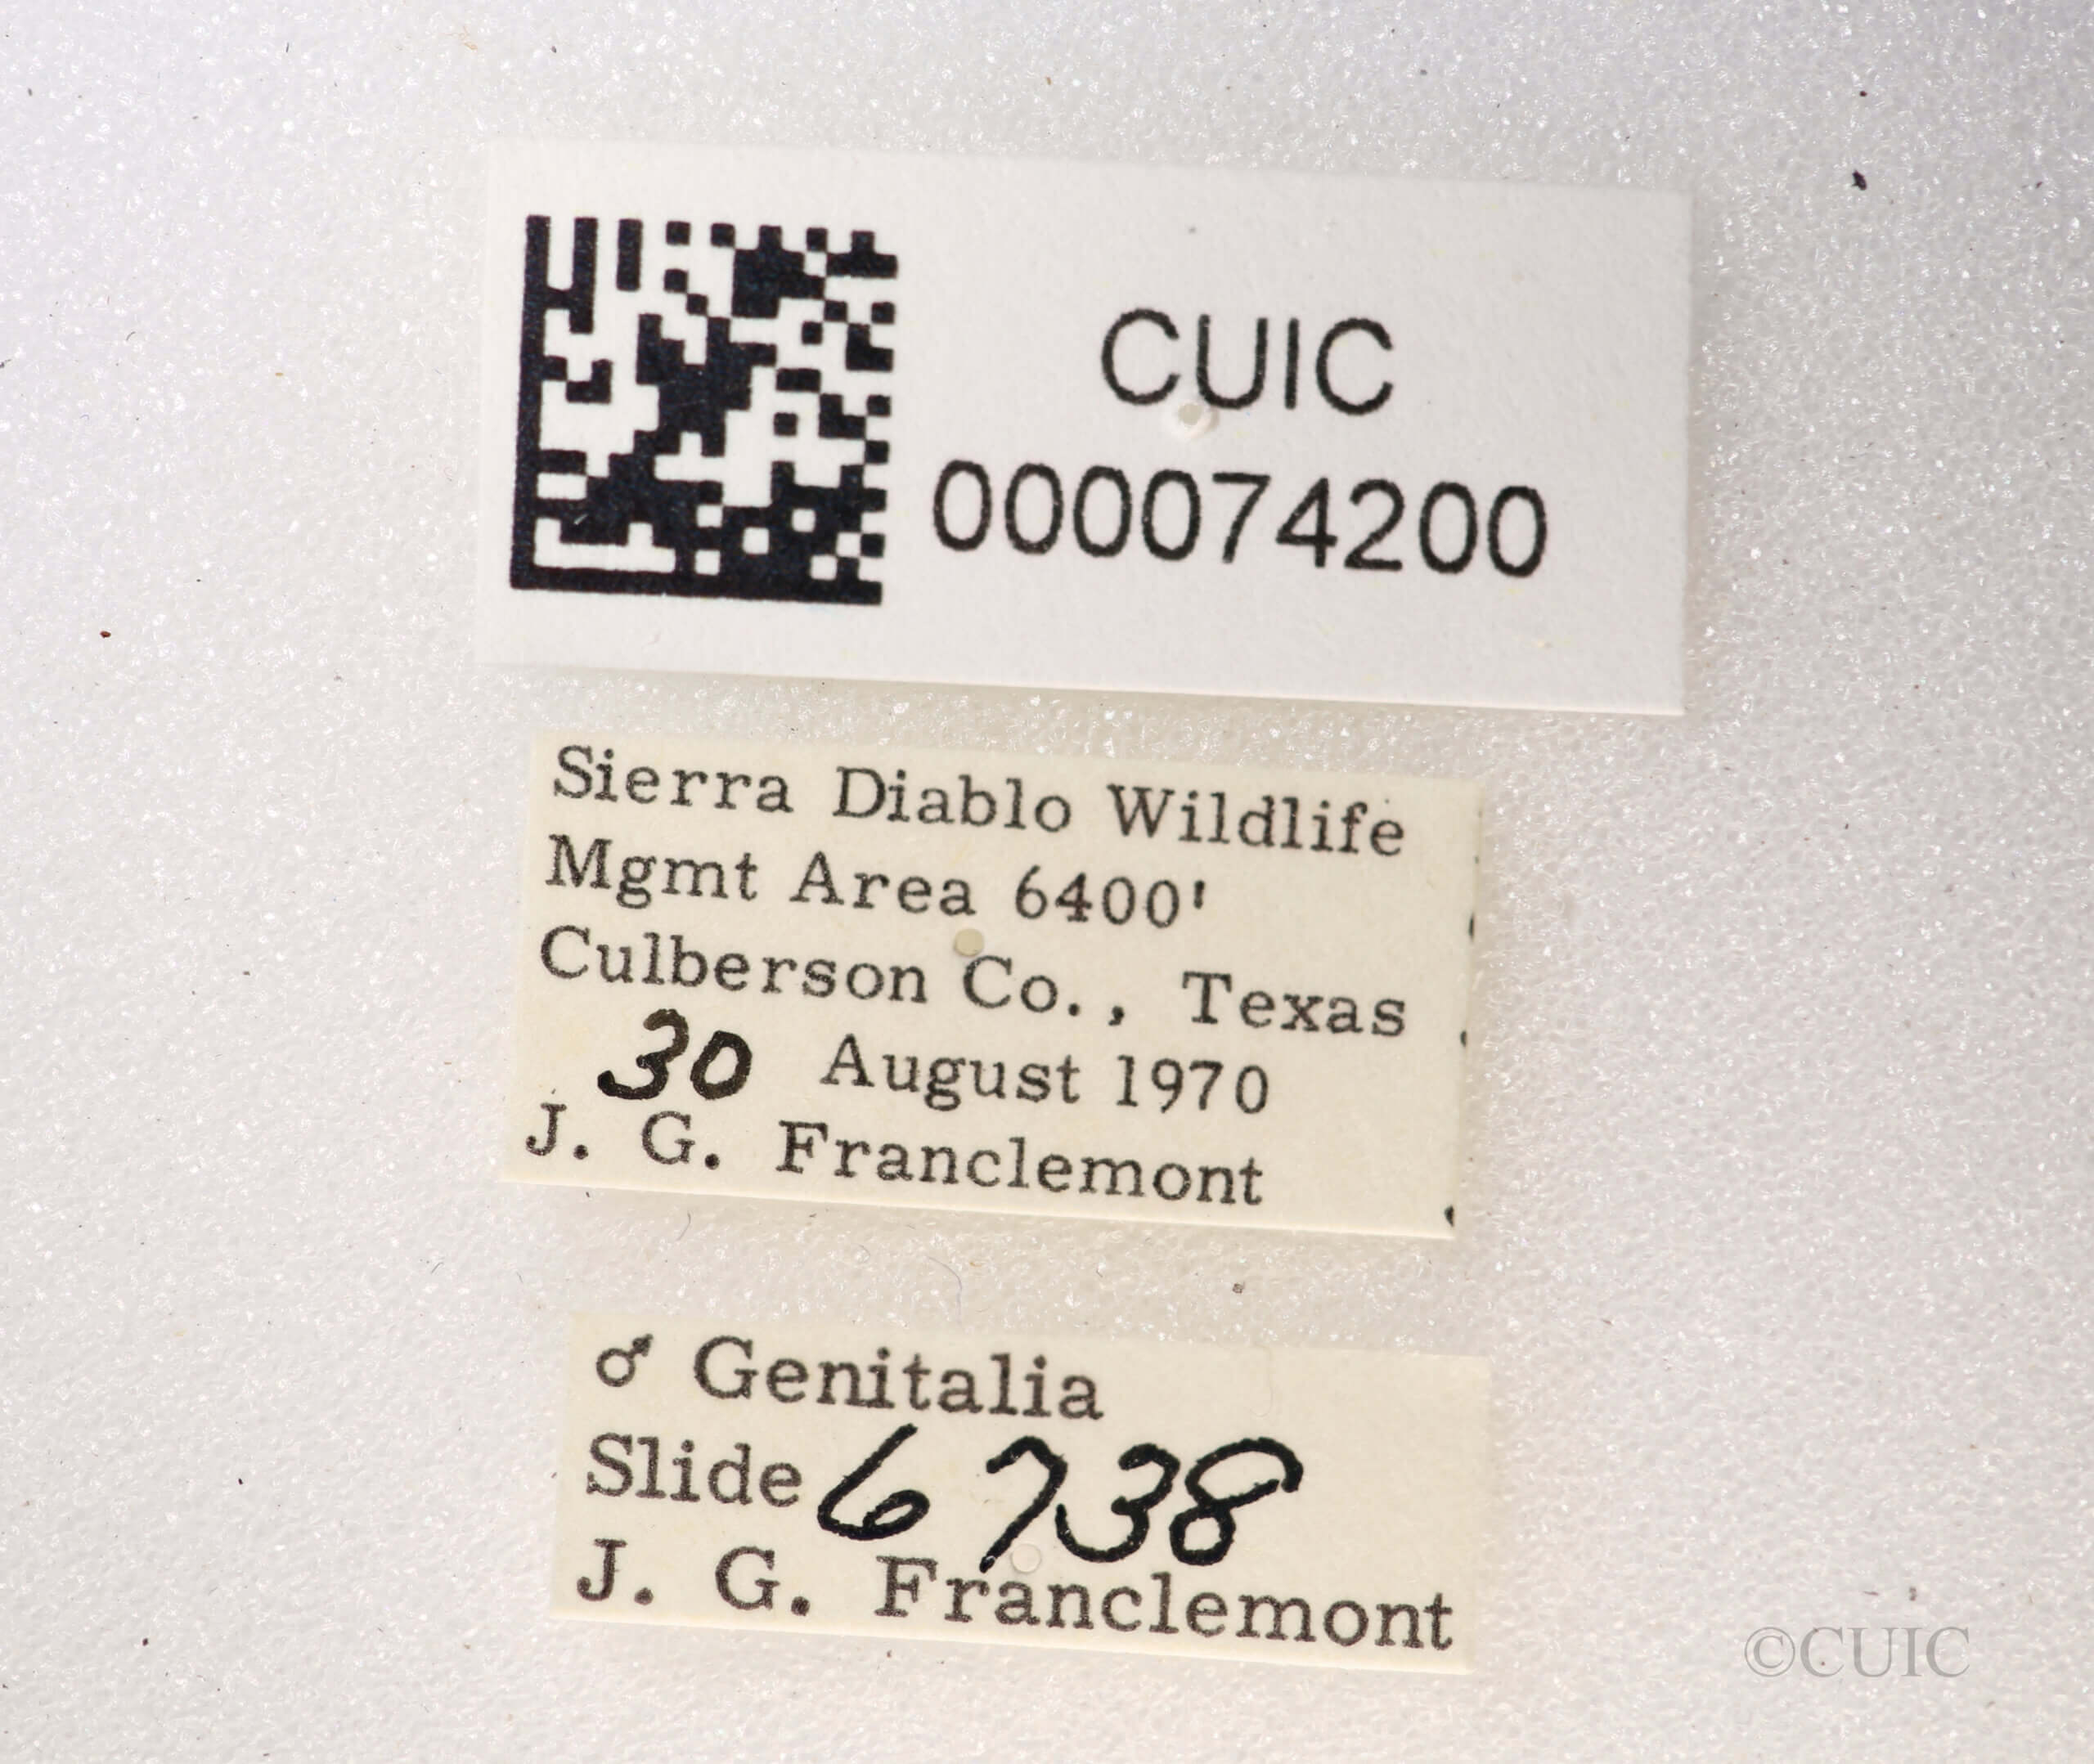 CUIC
000074200
Sierra Diablo Wildlife
Mgmt Area 6400'
Culberson Co., Texas
30 August 1970
J. G. Franclemont
♂ Genitalia
Slide 6738
J. G. Franclemont
©CUIC